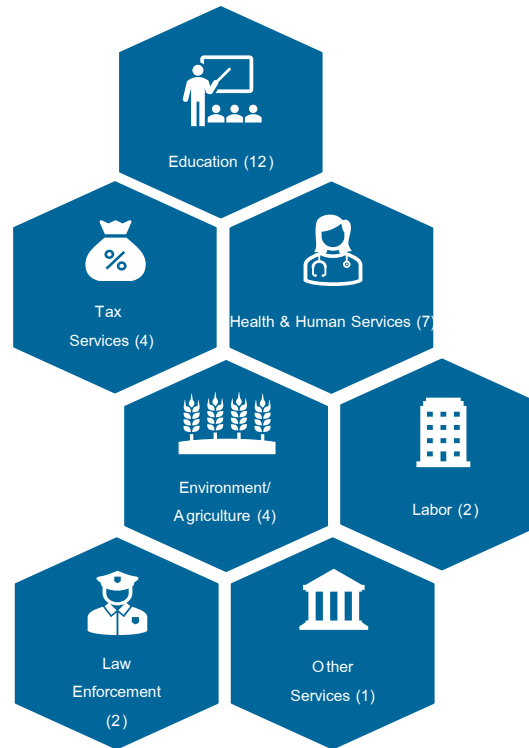 Education (12)
%
Tax
Services (4)
Health & Human Services (7)
Environment/
Agriculture (4)
Labor (2)
Law
Enforcement
(2)
Other
Services (1)